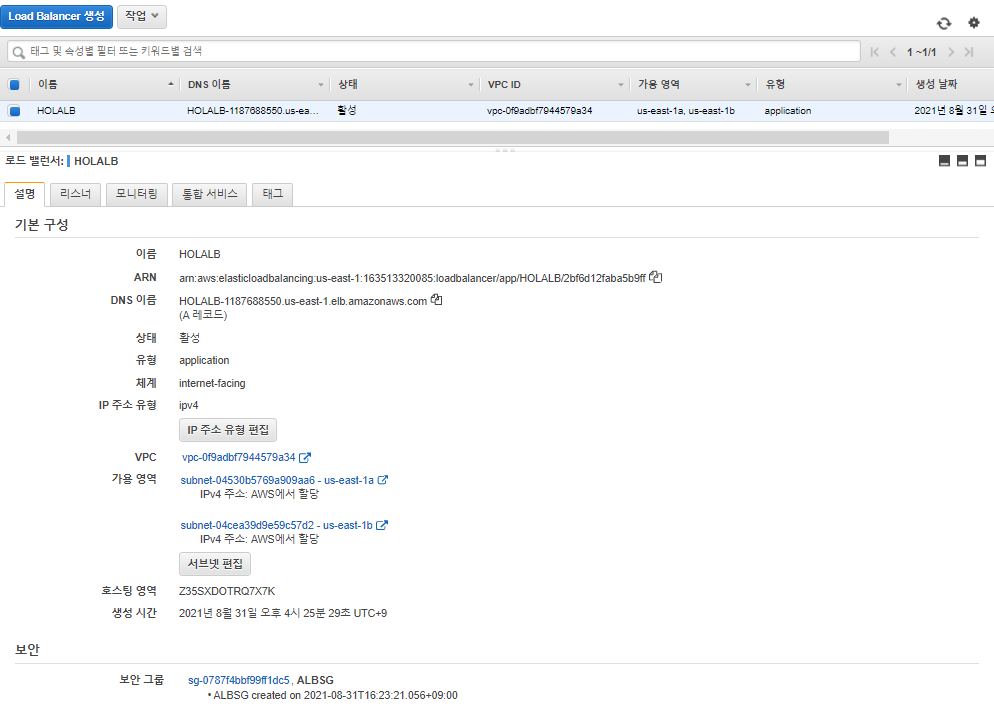 Load Balancer 생성 작업
태그 및 속성별 필터 또는 키워드별 검색 1 ~1/1
이름 DNS 이름 상태 VPC ID 가용 영역 유형 생성 날짜
HOLALB HOLALB-1187688550.us-ea... 활성 vpc-0f9adbf7944579a34 us-east-1a, us-east-1b application 2021년 8월 31일 오
로드 밸런서: HOLALB
설명 리스너 모니터링 통합 서비스 태그
기본 구성
이름 HOLALB
ARN arn:aws:elasticloadbalancing:us-east-1:163513320085:loadbalancer/app/HOLALB/2bf6d12faba5b9ff
DNS 이름 HOLALB-1187688550.us-east-1.elb.amazonaws.com
(A 레코드)
상태 활성
유형 application
체계 internet-facing
IP 주소 유형 ipv4
IP 주소 유형 편집
VPC vpc-0f9adbf7944579a34
가용 영역 subnet-04530b5769a909aa6 - us-east-1a
IPv4 주소: AWS에서 할당
subnet-04cea39d9e59c57d2 - us-east-1b
IPv4 주소: AWS에서 할당
서브넷 편집
호스팅 영역 Z35SXDOTRQ7X7K
생성 시간 2021년 8월 31일 오후 4시 25분 29초 UTC+9
보안
보안 그룹 sg-0787f4bbf99ff1dc5, ALBSG
• ALBSG created on 2021-08-31T16:23:21.056+09:00